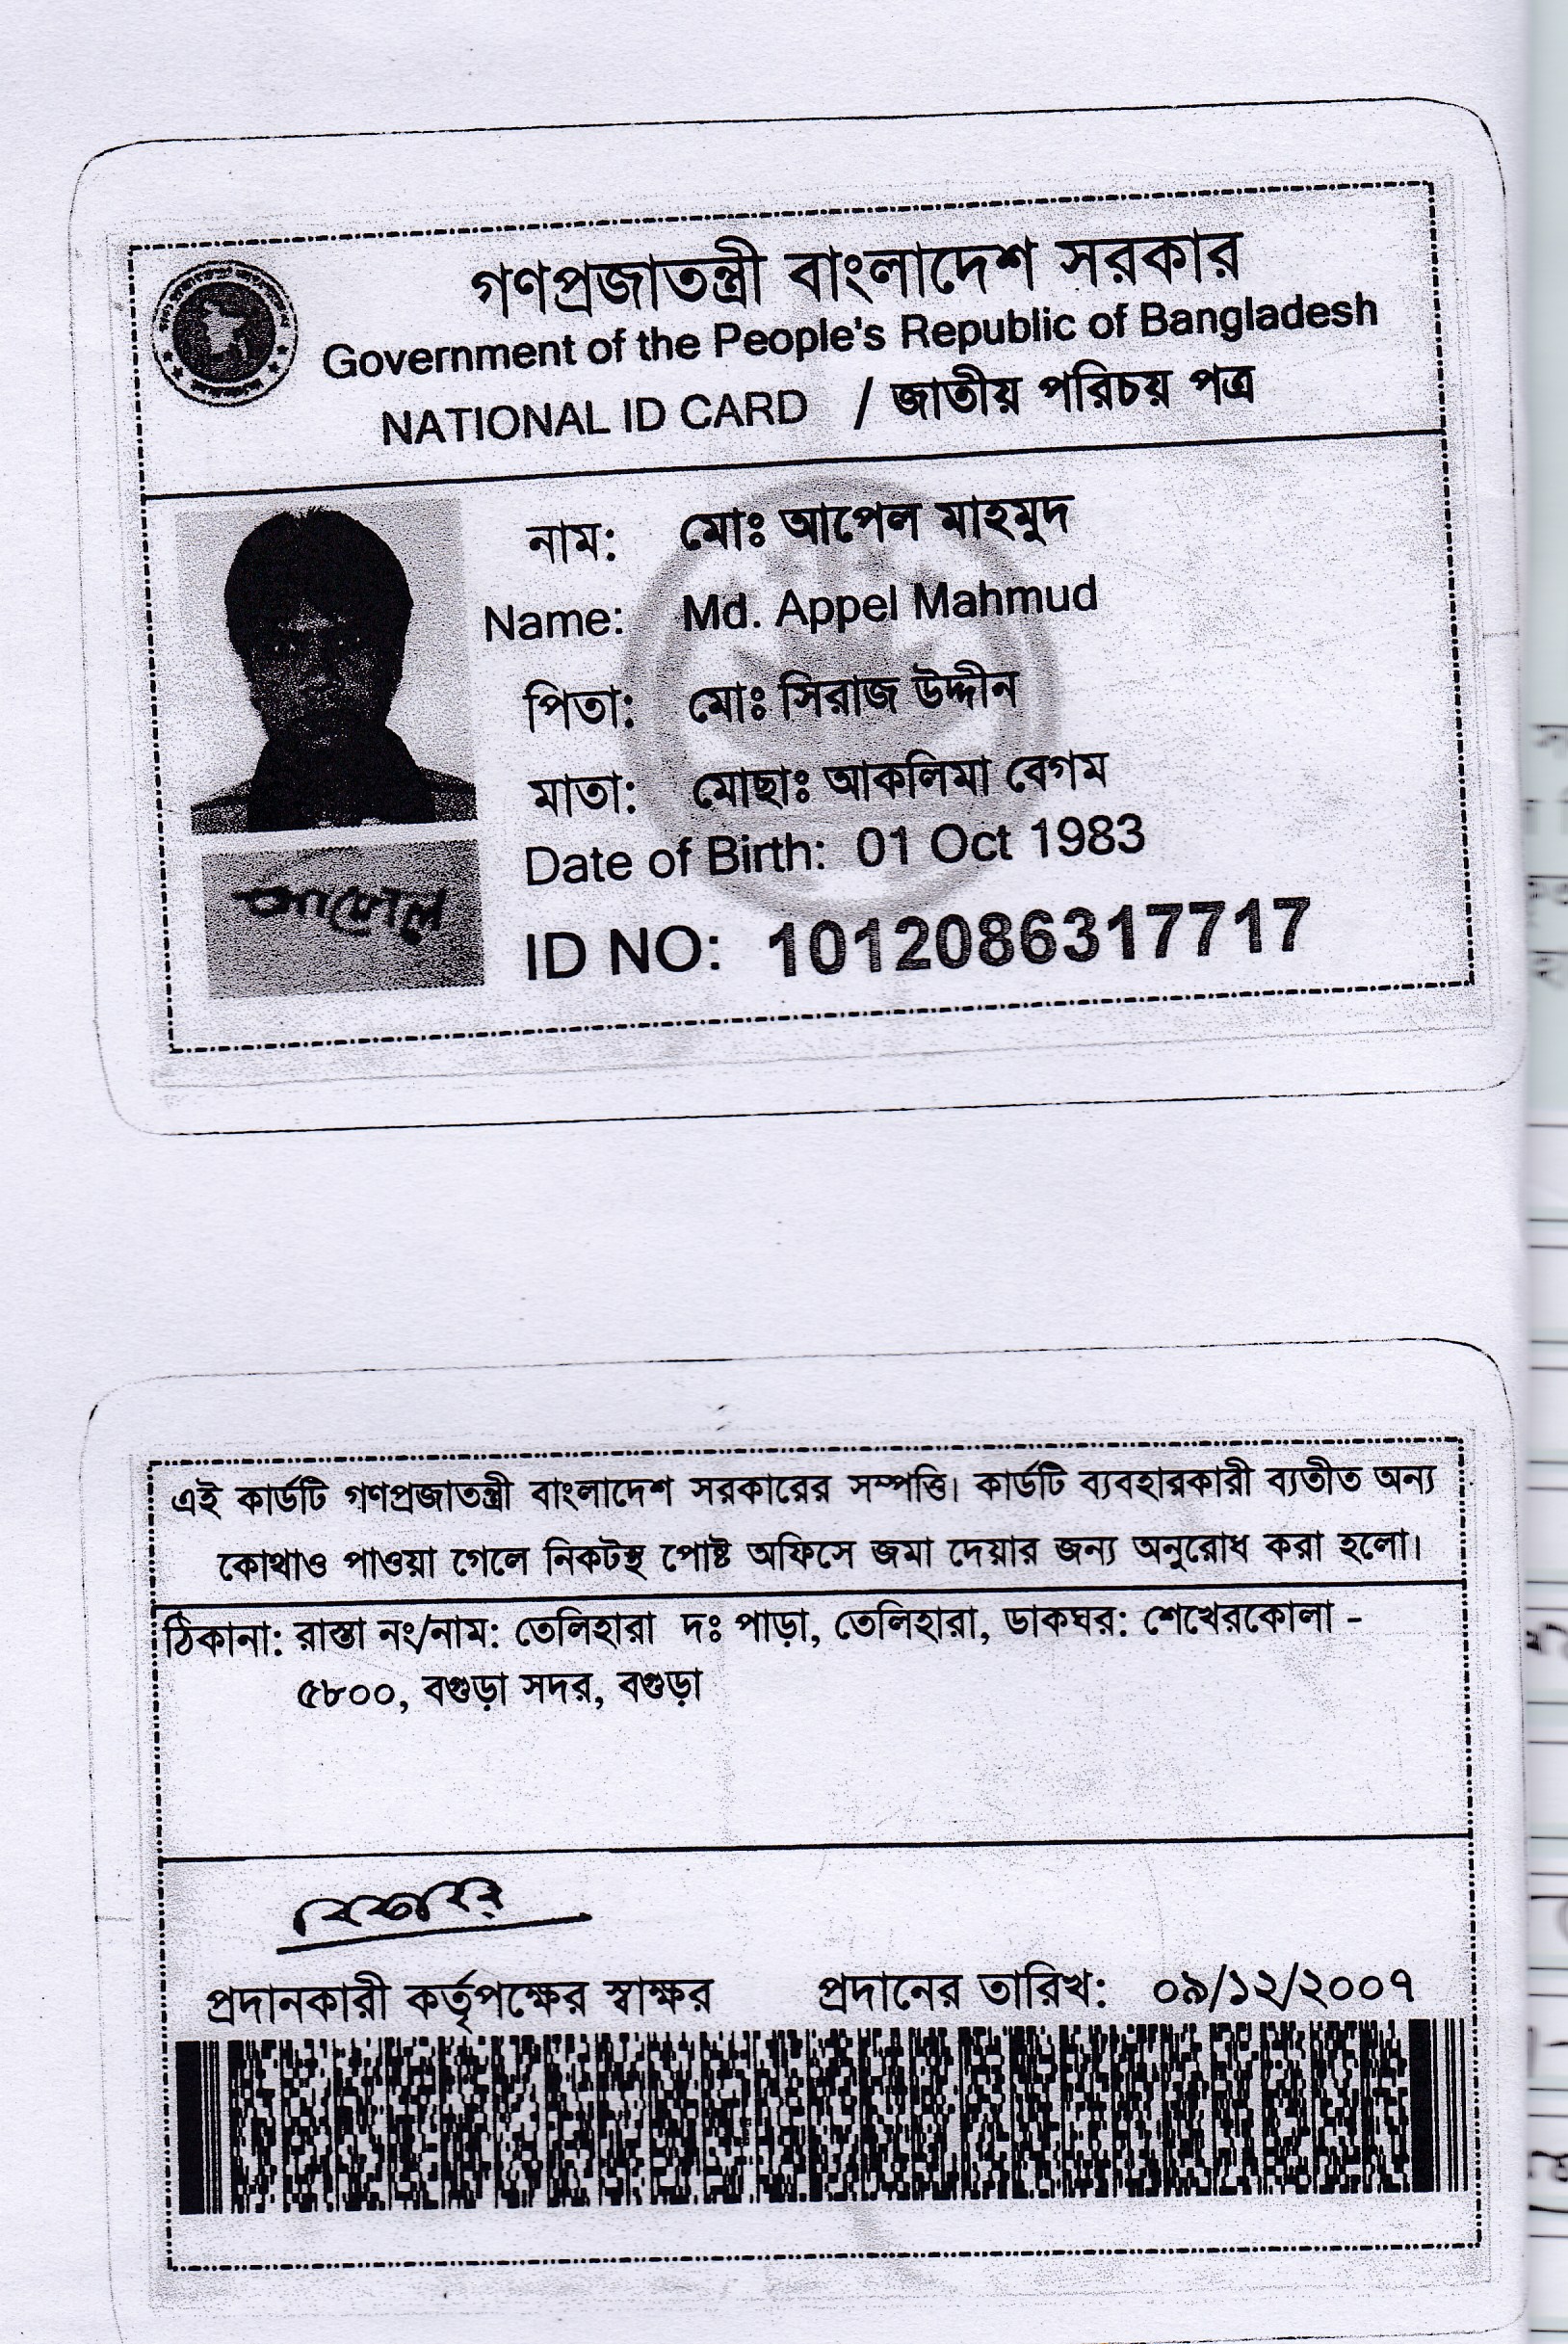 গণপ্রজাতন্ত্রী বাংলাদেশ সরকার
Government of the People's Republic of Bangladesh
NATIONAL ID CARD / জাতীয় পরিচয় পত্র
নাম: মোঃ আপেল মাহমুদ
Name: Md. Appel Mahmud
পিতা: মোঃ সিরাজ উদ্দীন
মাতা: মোছাঃ আকলিমা বেগম
Date of Birth: 01 Oct 1983
আপেল
ID NO: 1012086317717
এই কার্ডটি গণপ্রজাতন্ত্রী বাংলাদেশ সরকারের সম্পত্তি। কার্ডটি ব্যবহারকারী ব্যতীত অন্য
কোথাও পাওয়া গেলে নিকটস্থ পোষ্ট অফিসে জমা দেয়ার জন্য অনুরোধ করা হলো।
ঠিকানা: রাস্তা নং/নাম: তেলিহারা দঃ পাড়া, তেলিহারা, ডাকঘর: শেখেরকোলা -
৫৮০০, বগুড়া সদর, বগুড়া
প্রদানকারী কর্তৃপক্ষের স্বাক্ষর প্রদানের তারিখ: ০৯/১২/২০০৭